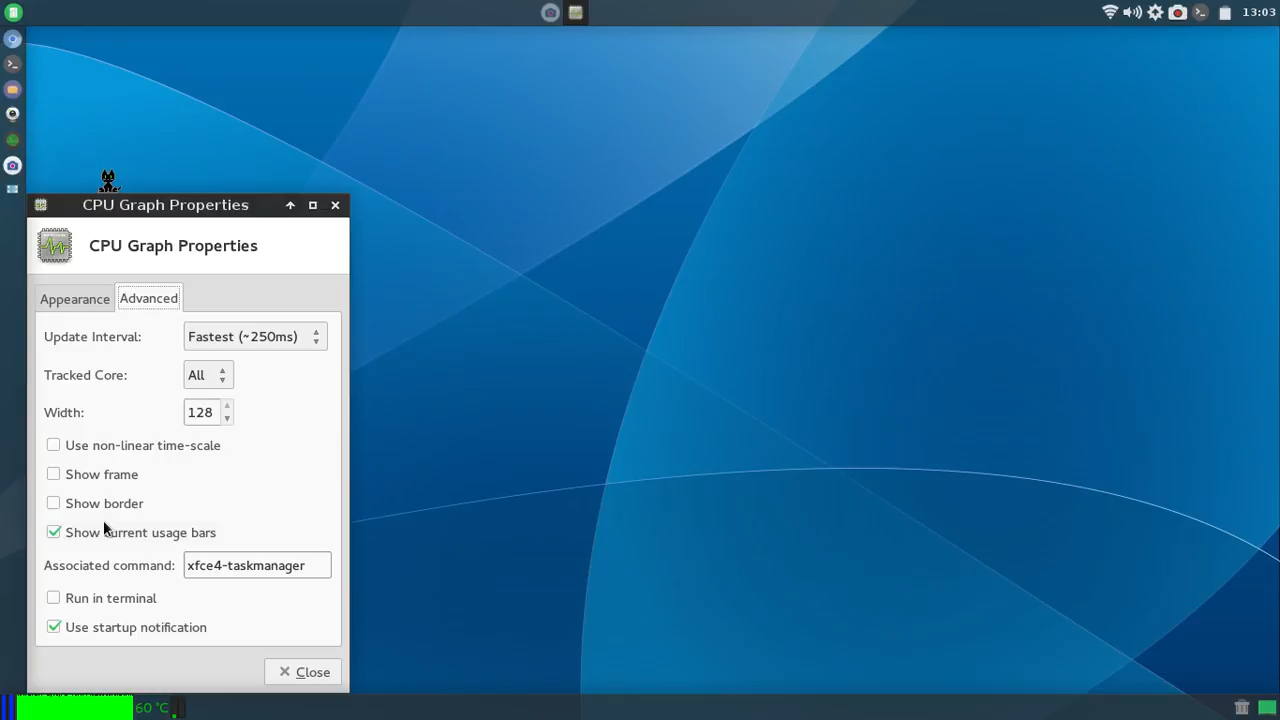 13:03
CPU Graph Properties
CPU Graph Properties
Appearance
Advanced
Update Interval:
Fastest (~250ms)
Tracked Core:
All
Width:
128
Use non-linear time-scale
Show frame
Show border
Show current usage bars
Associated command:
xfce4-taskmanager
Run in terminal
Use startup notification
Close
60 °C